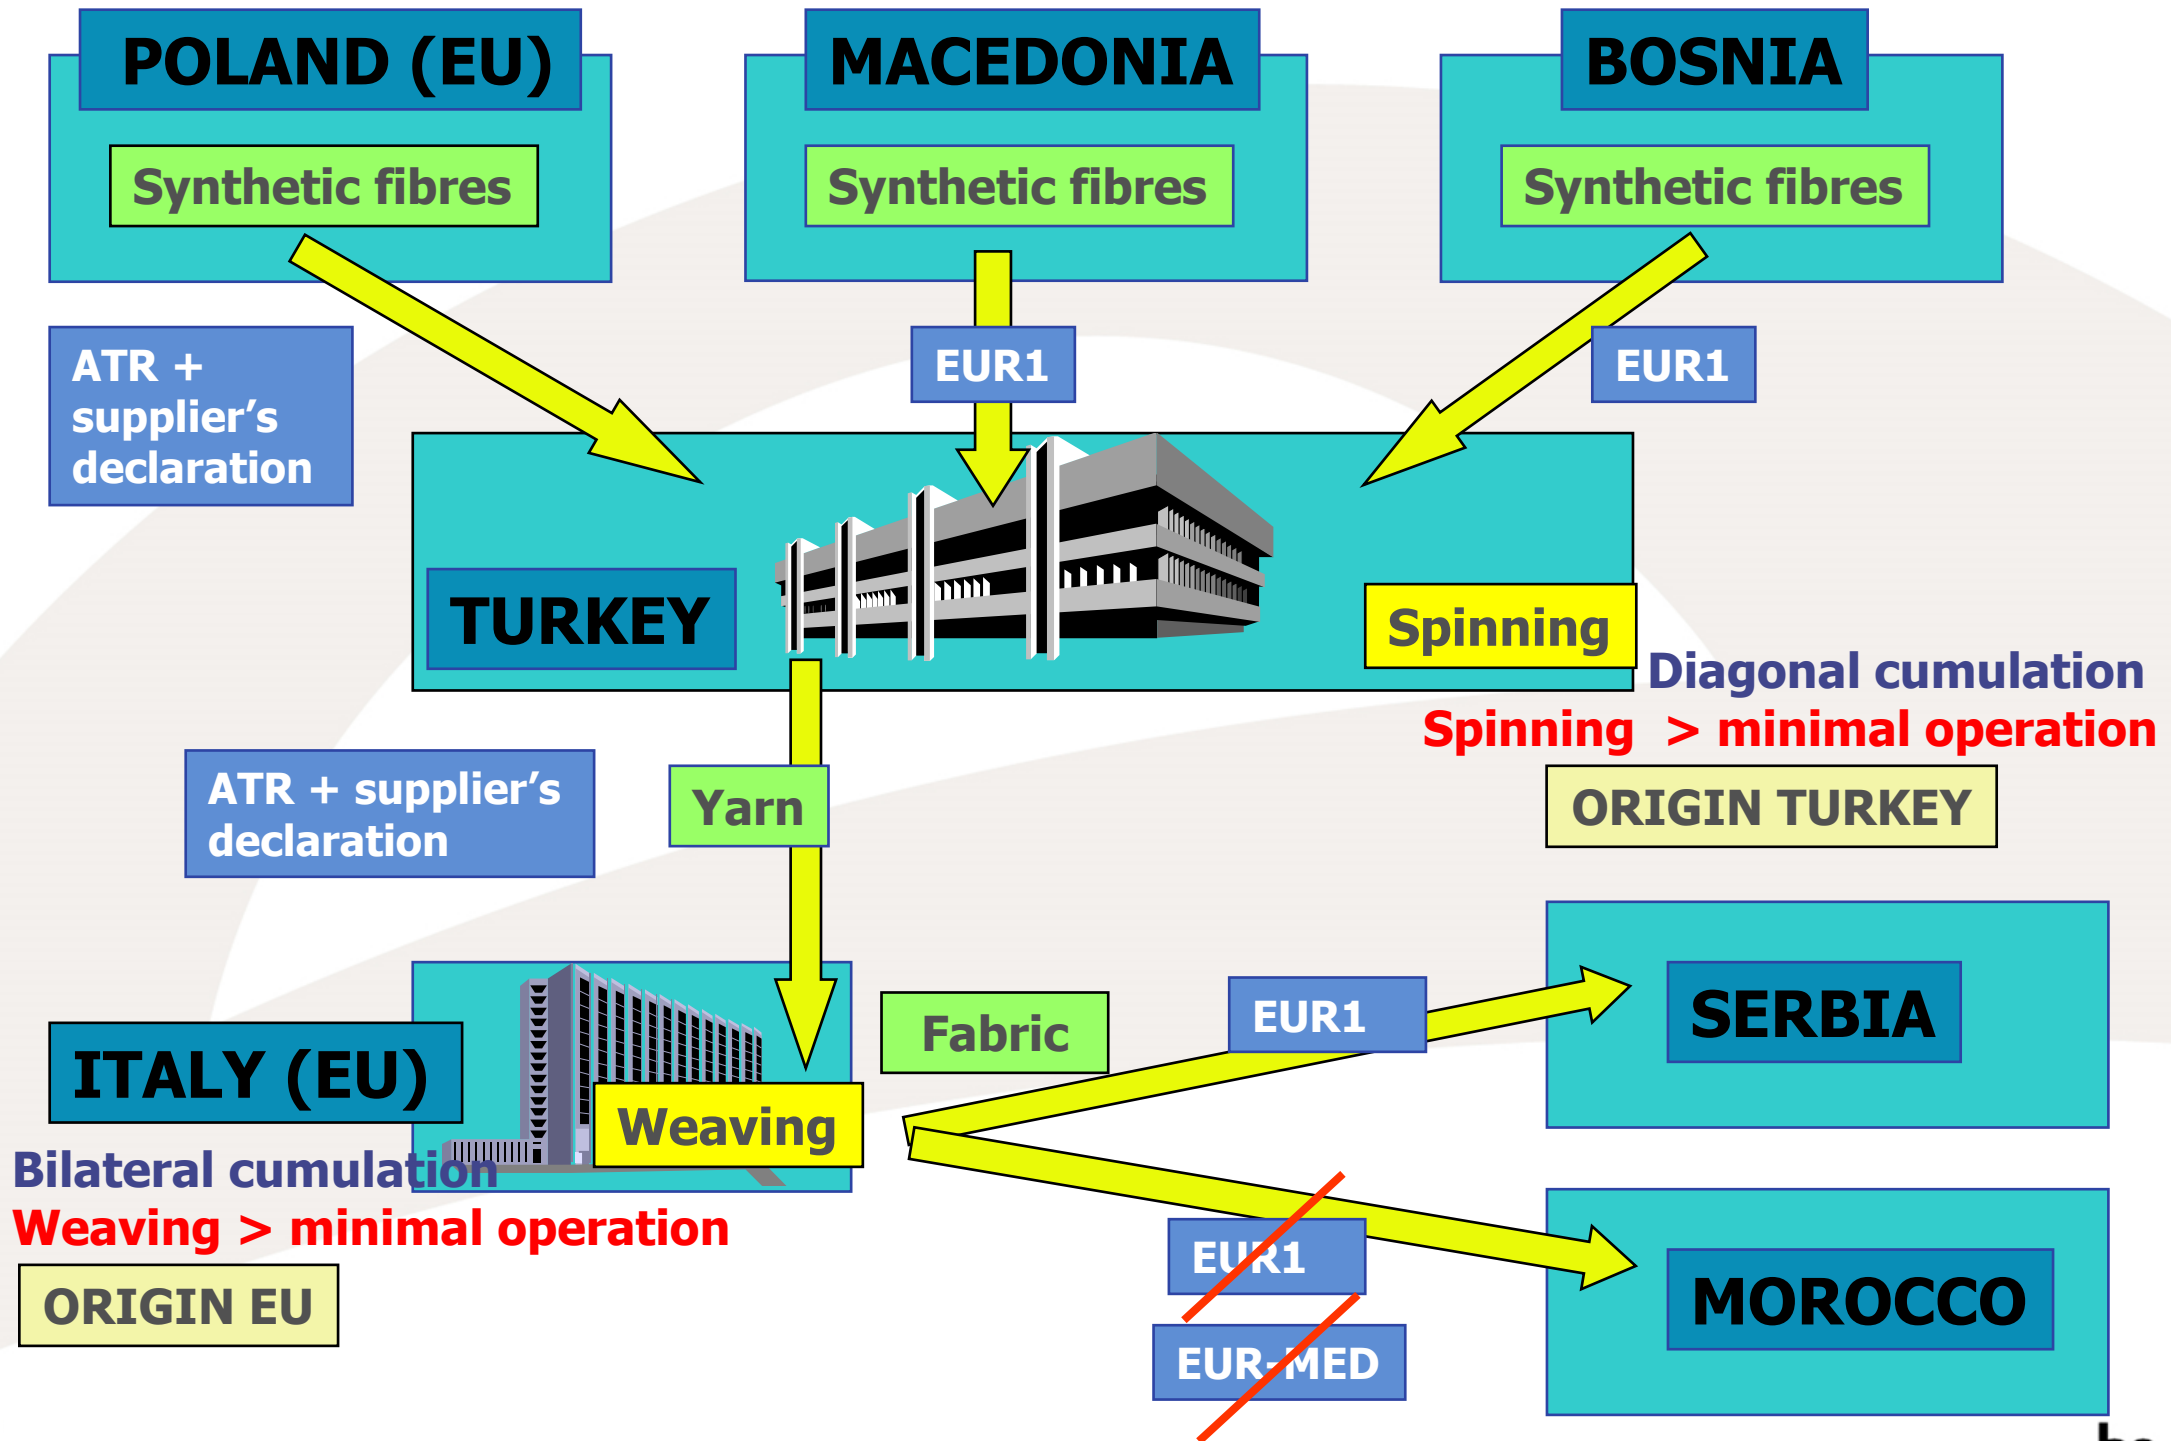 POLAND (EU)
MACEDONIA
BOSNIA
Synthetic fibres
Synthetic fibres
Synthetic fibres
ATR +
supplier’s
declaration
EUR1
EUR1
TURKEY
Spinning
Diagonal cumulation
Spinning > minimal operation
ORIGIN TURKEY
ATR + supplier’s
declaration
Yarn
ITALY (EU)
Weaving
Bilateral cumulation
Weaving > minimal operation
ORIGIN EU
Fabric
EUR1
SERBIA
EUR1
EUR-MED
MOROCCO